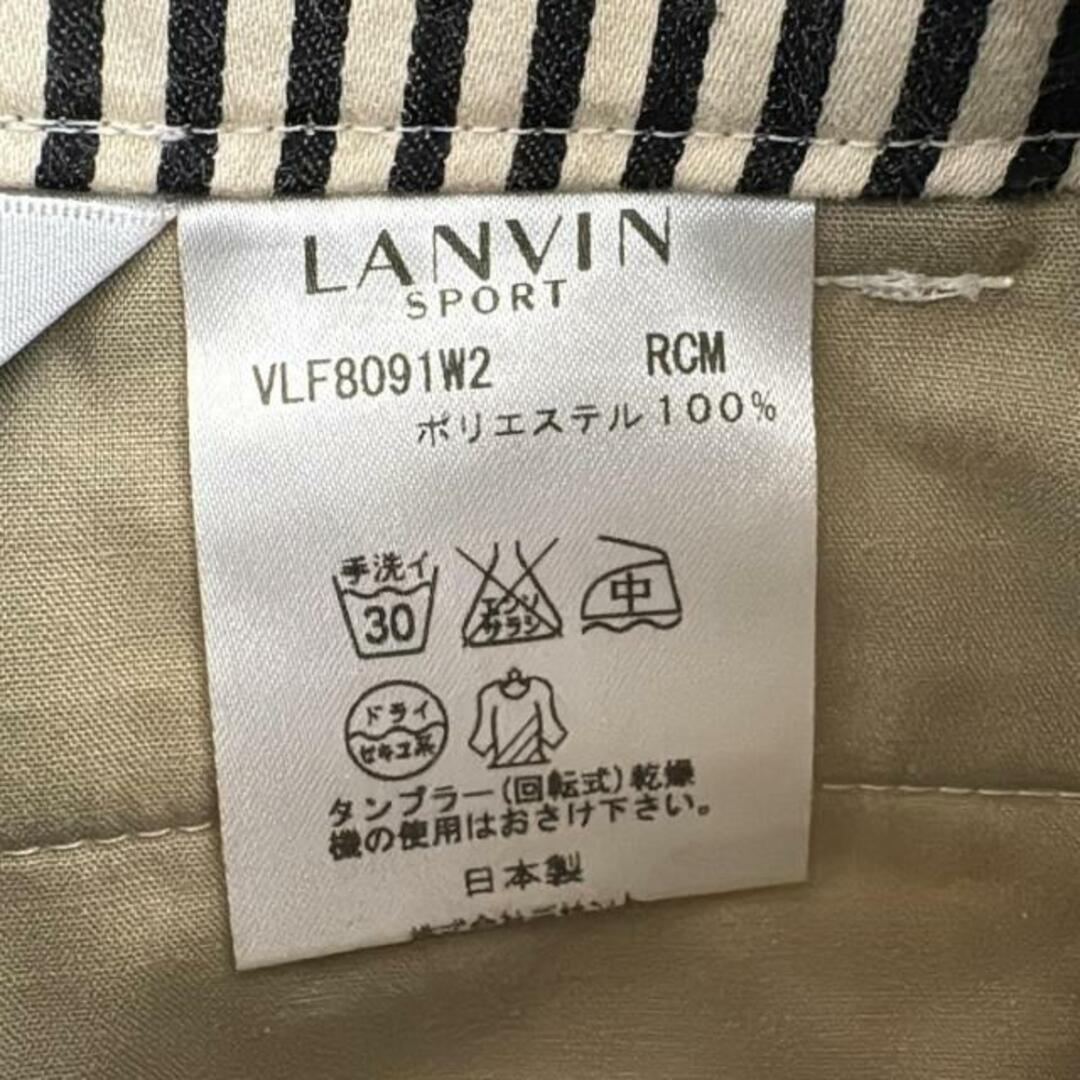 LANVIN
SPORT
VLF8091W2 RCM
ポリエステル100%
手洗イ
30
エンソ
サラシ
中
ドライ
セキユ系
タンブラー(回転式)乾燥
機の使用はおさけ下さい。
日本製